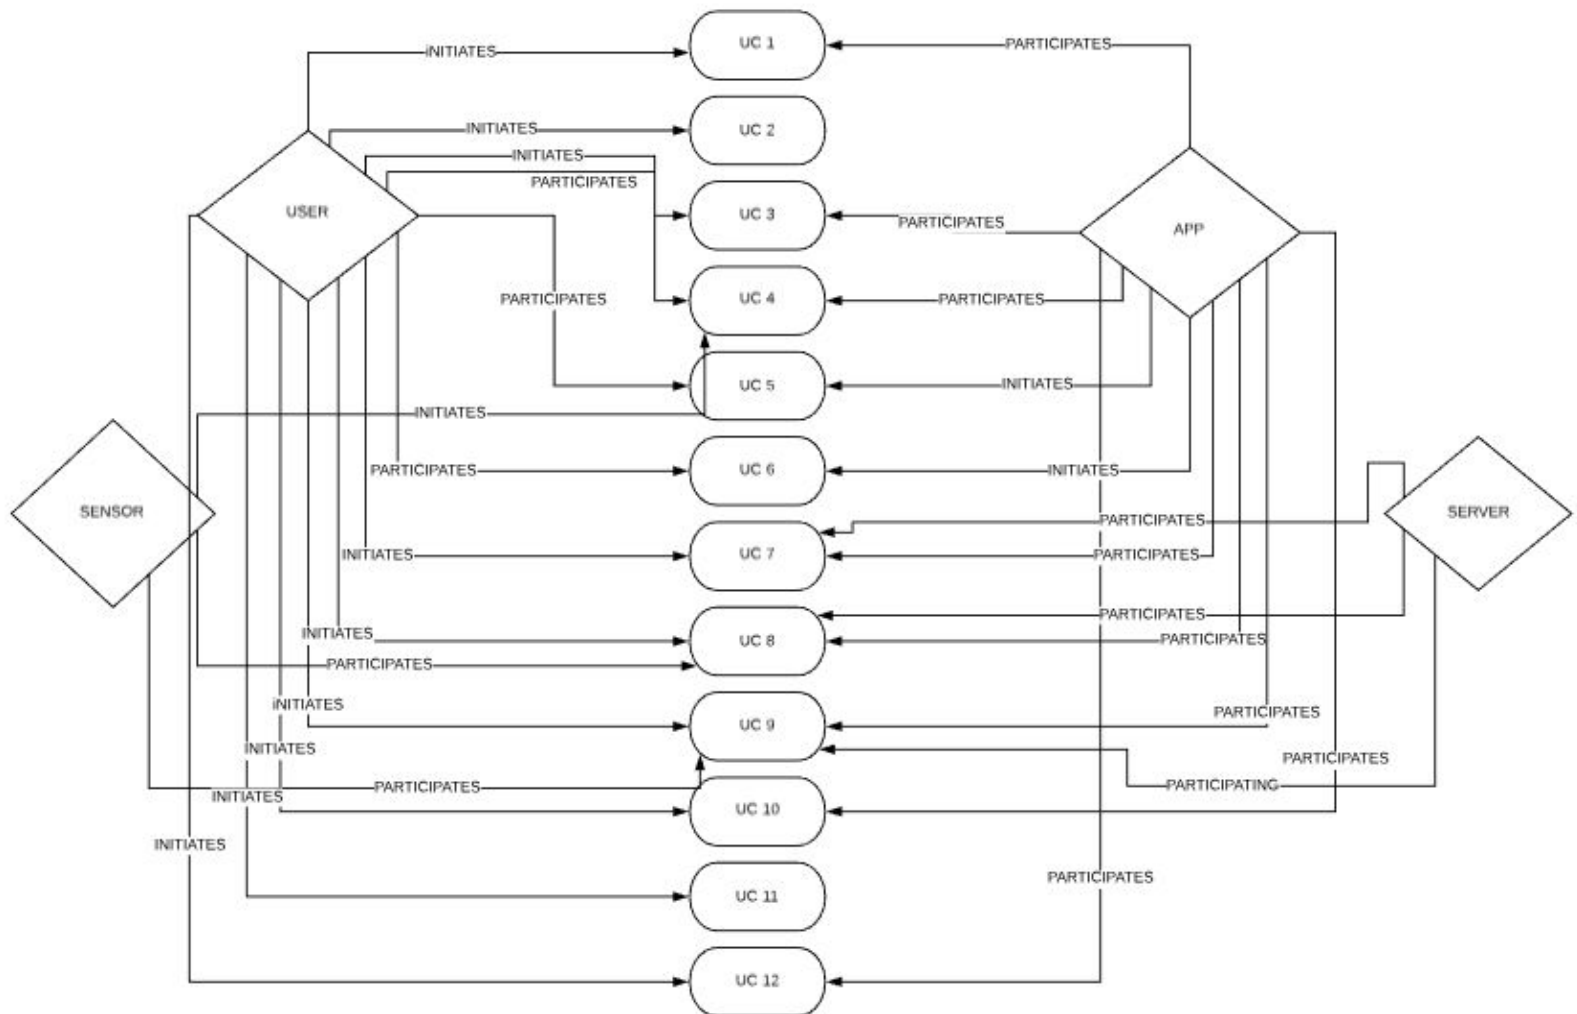 UC 1
iNITIATES
PARTICIPATES
UC 2
INITIATES
INITIATES
PARTICIPATES
USER
UC 3
PARTICIPATES
APP
PARTICIPATES
UC 4
PARTICIPATES
UC 5
INITIATES
INITIATES
PARTICIPATES
UC 6
INITIATES
SENSOR
SERVER
PARTICIPATES
INITIATES
UC 7
PARTICIPATES
PARTICIPATES
INITIATES
UC 8
PARTICIPATES
PARTICIPATES
iNITIATES
UC 9
PARTICIPATES
INITIATES
PARTICIPATES
PARTICIPATES
PARTICIPATING
INITIATES
UC 10
INITIATES
PARTICIPATES
UC 11
UC 12